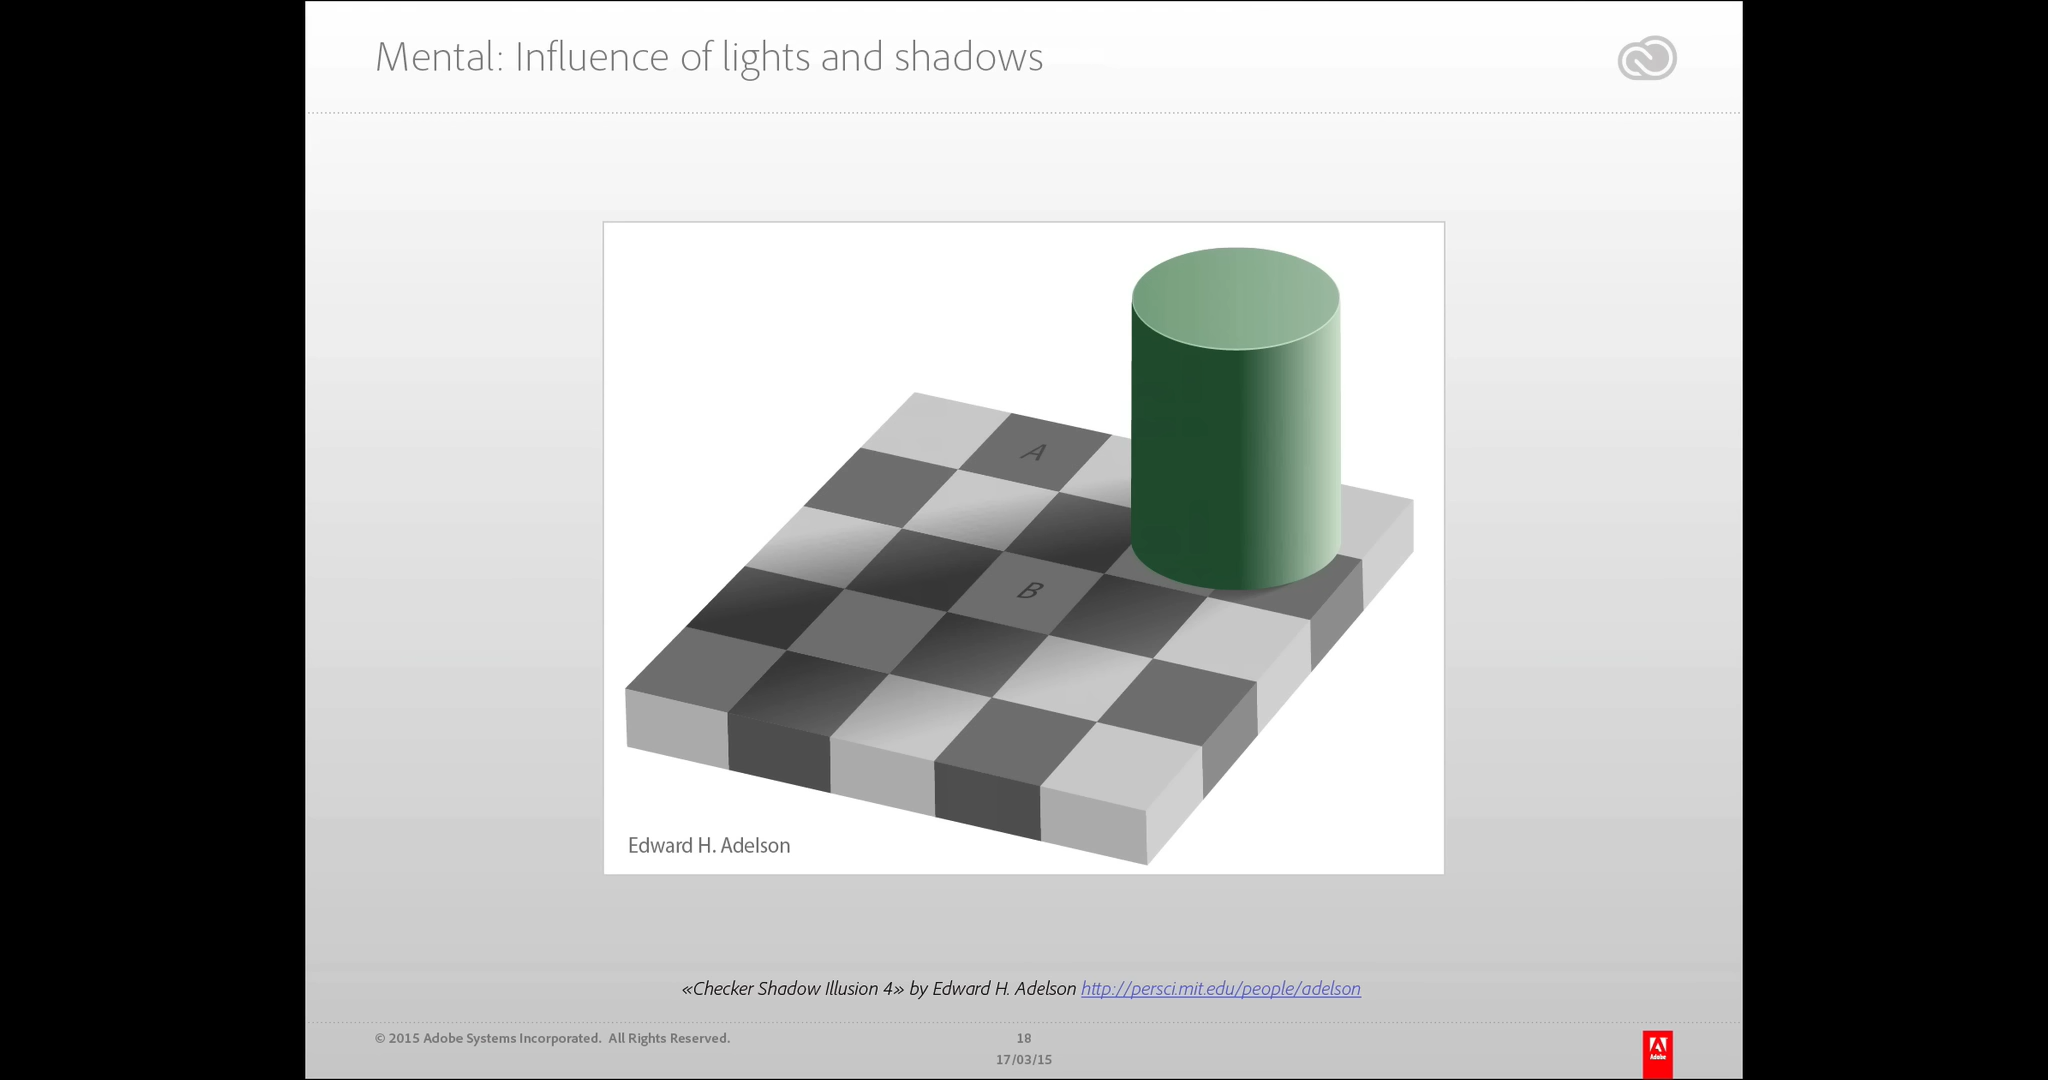 Mental: Influence of lights and shadows
A
B
Edward H. Adelson
«Checker Shadow Illusion 4» by Edward H. Adelson http://persci.mit.edu/people/adelson
© 2015 Adobe Systems Incorporated. All Rights Reserved.
18
17/03/15
Adobe